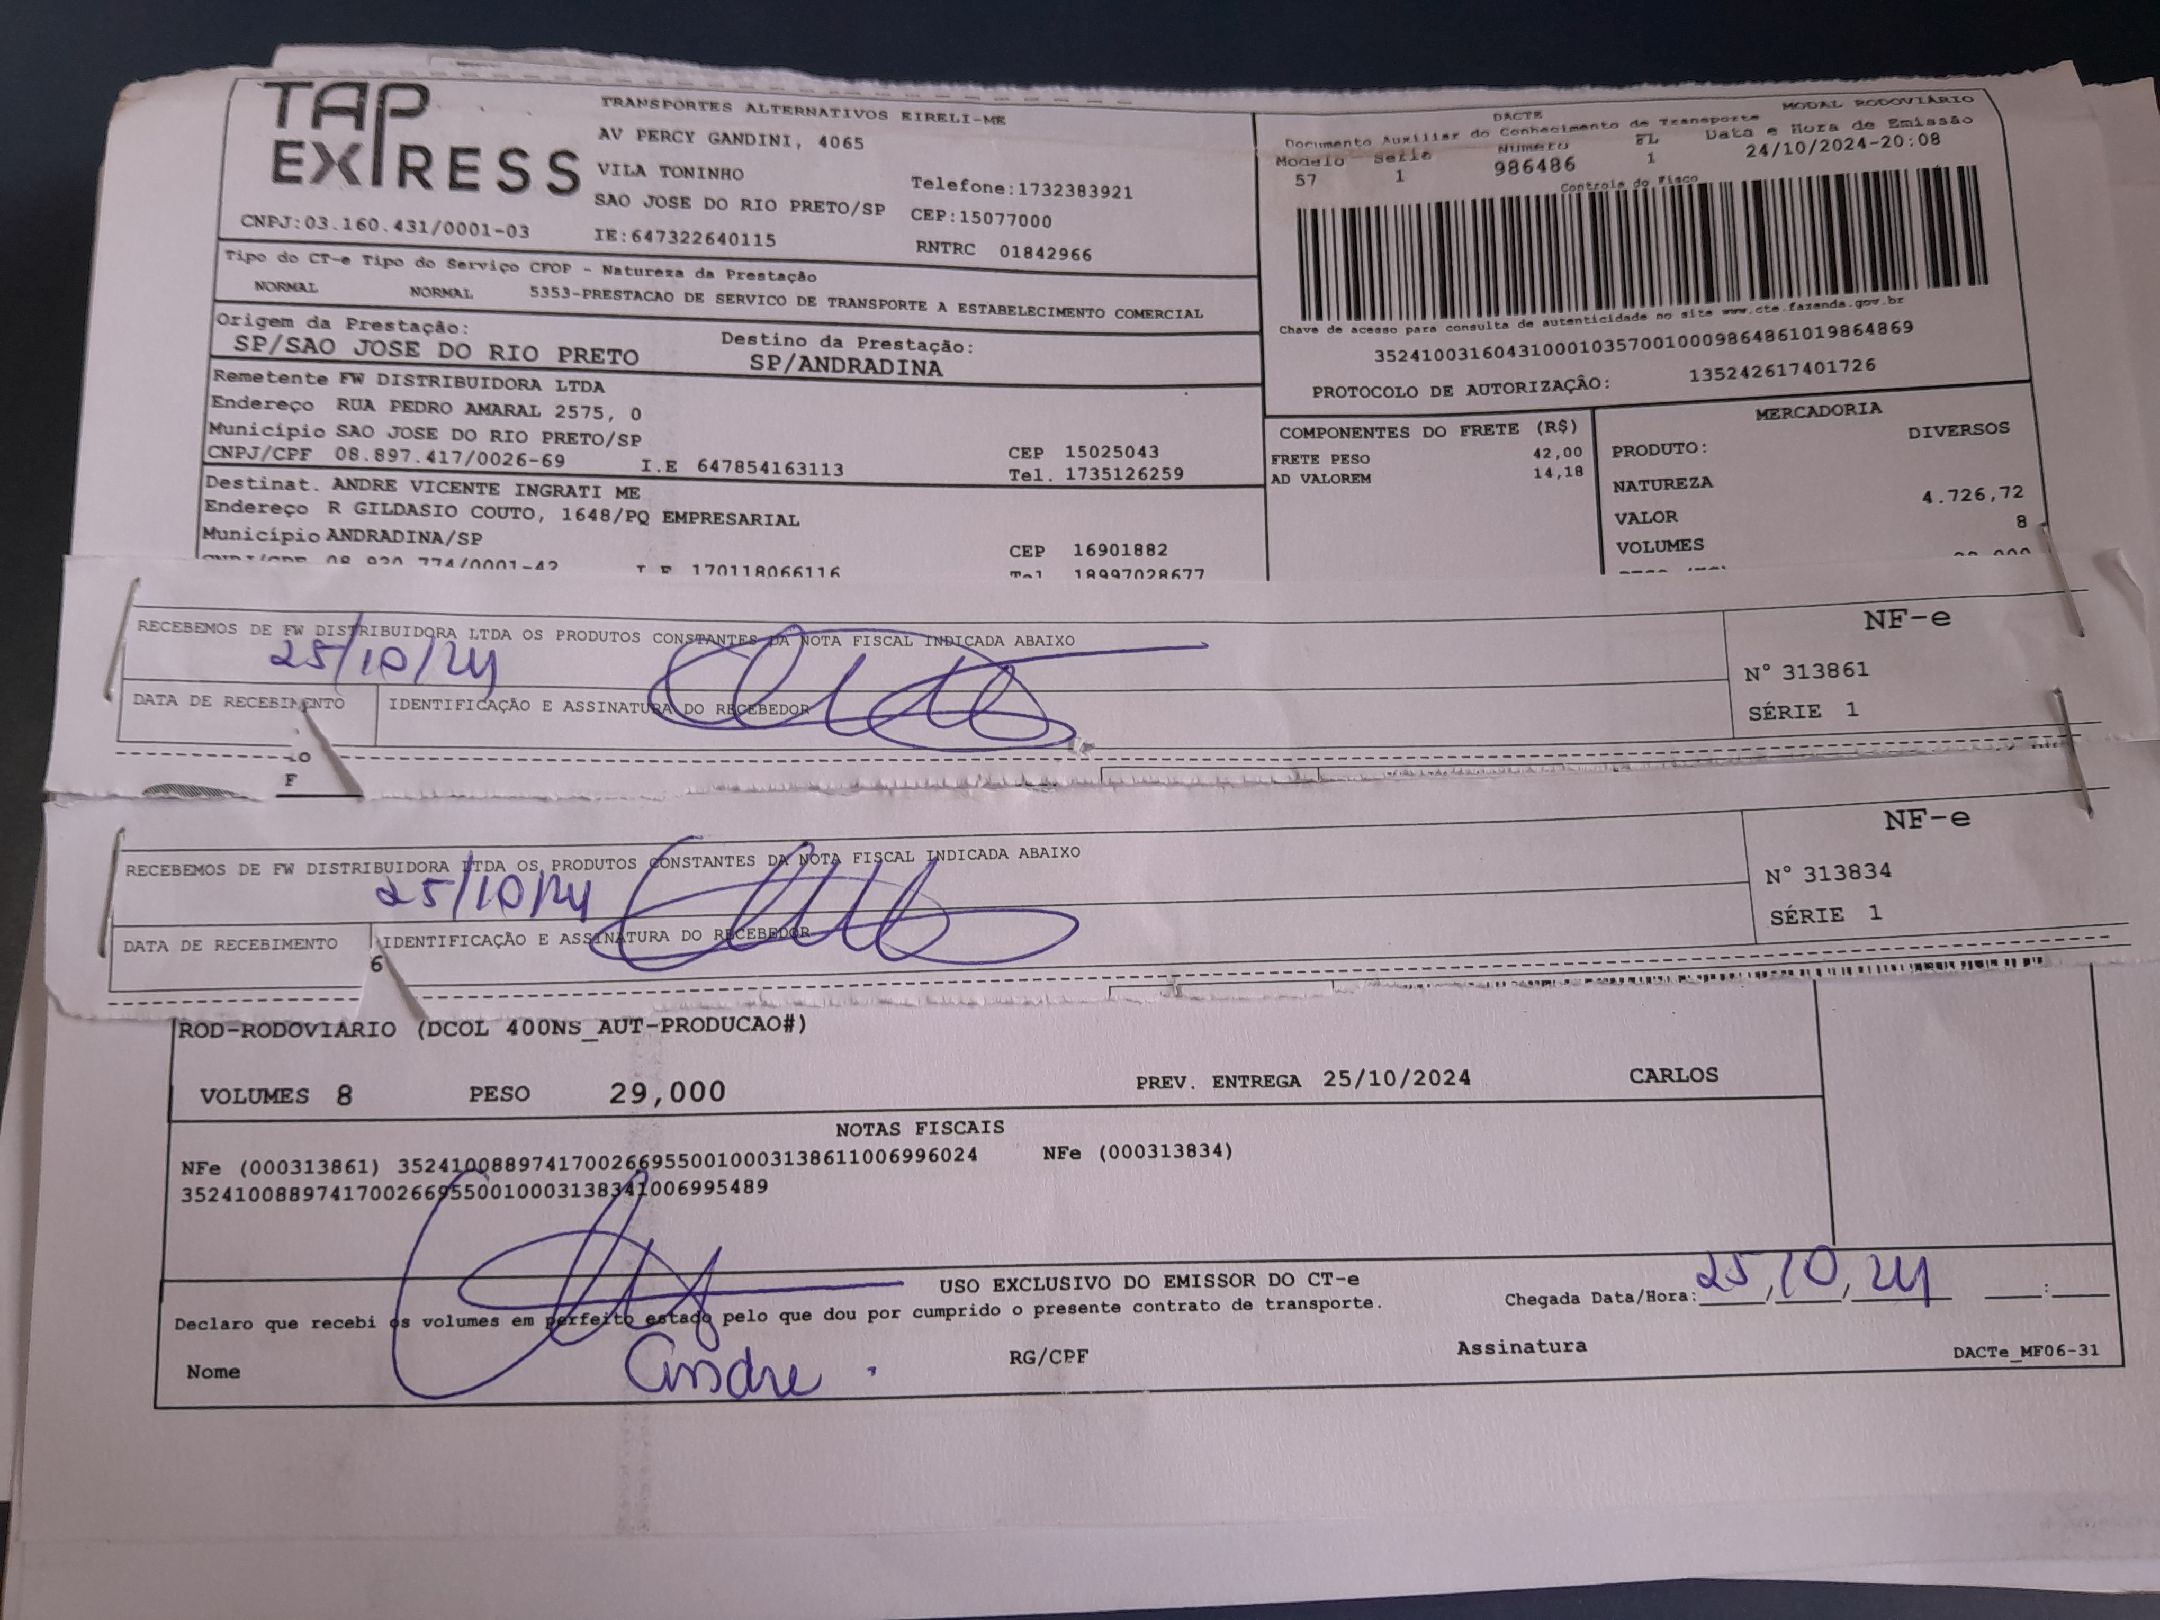 TAP EXPRESS
TRANSPORTES ALTERNATIVOS EIRELI-ME
AV PERCY GANDINI, 4065
VILA TONINHO
Telefone:1732383921
SAO JOSE DO RIO PRETO/SP CEP:15077000
CNPJ:03.160.431/0001-03 IE:647322640115 RNTRC 01842966
DACTE MODAL RODOVIÁRIO
Documento Auxiliar do Conhecimento de Transporte
Modelo Serie Número FL Data e Hora de Emissão
57 1 986486 1 24/10/2024-20:08
Controle do Fisco
Chave de acesso para consulta de autenticidade no site www.cte.fazenda.gov.br
35241003160431000103570010009864861019864869
PROTOCOLO DE AUTORIZAÇÃO: 135242617401726
Tipo do CT-e Tipo do Serviço CFOP - Natureza da Prestação
NORMAL NORMAL 5353-PRESTACAO DE SERVICO DE TRANSPORTE A ESTABELECIMENTO COMERCIAL
Origem da Prestação: Destino da Prestação:
SP/SAO JOSE DO RIO PRETO SP/ANDRADINA
Remetente FW DISTRIBUIDORA LTDA
Endereço RUA PEDRO AMARAL 2575, 0
Município SAO JOSE DO RIO PRETO/SP CEP 15025043
CNPJ/CPF 08.897.417/0026-69 I.E 647854163113 Tel. 1735126259
Destinat. ANDRE VICENTE INGRATI ME
Endereço R GILDASIO COUTO, 1648/PQ EMPRESARIAL
Município ANDRADINA/SP CEP 16901882
CNPJ/CPF 08.920.774/0001-42 I.E 170118066116 Tel 18997028677
COMPONENTES DO FRETE (R$)
FRETE PESO 42,00
AD VALOREM 14,18
MERCADORIA
PRODUTO: DIVERSOS
NATUREZA
VALOR 4.726,72
VOLUMES 8
RECEBEMOS DE FW DISTRIBUIDORA LTDA OS PRODUTOS CONSTANTES DA NOTA FISCAL INDICADA ABAIXO
25/10/24
DATA DE RECEBIMENTO IDENTIFICAÇÃO E ASSINATURA DO RECEBEDOR
NF-e
N° 313861
SÉRIE 1
F
RECEBEMOS DE FW DISTRIBUIDORA LTDA OS PRODUTOS CONSTANTES DA NOTA FISCAL INDICADA ABAIXO
25/10/24
DATA DE RECEBIMENTO IDENTIFICAÇÃO E ASSINATURA DO RECEBEDOR
6
NF-e
N° 313834
SÉRIE 1
ROD-RODOVIARIO (DCOL 400NS_AUT-PRODUCAO#)
VOLUMES 8 PESO 29,000 PREV. ENTREGA 25/10/2024 CARLOS
NOTAS FISCAIS
NFe (000313861) 35241008897417002669550010003138611006996024 NFe (000313834)
35241008897417002669550010003138341006995489
USO EXCLUSIVO DO EMISSOR DO CT-e
Declaro que recebi os volumes em perfeito estado pelo que dou por cumprido o presente contrato de transporte. Chegada Data/Hora: 25/10/24 :
Nome Andre. RG/CPF Assinatura DACTe_MF06-31